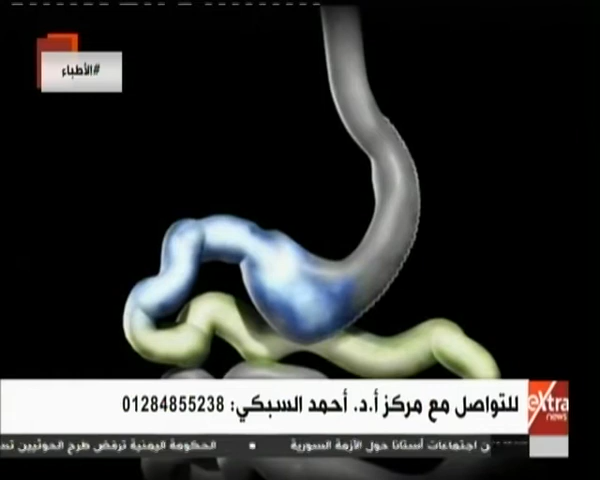 #الأطباء
للتواصل مع مركز أ.د. أحمد السبكي: 01284855238
eXtra
news
ن اجتماعات أستانا حول الأزمة السورية
الحكومة اليمنية ترفض طرح الحوثيين تص